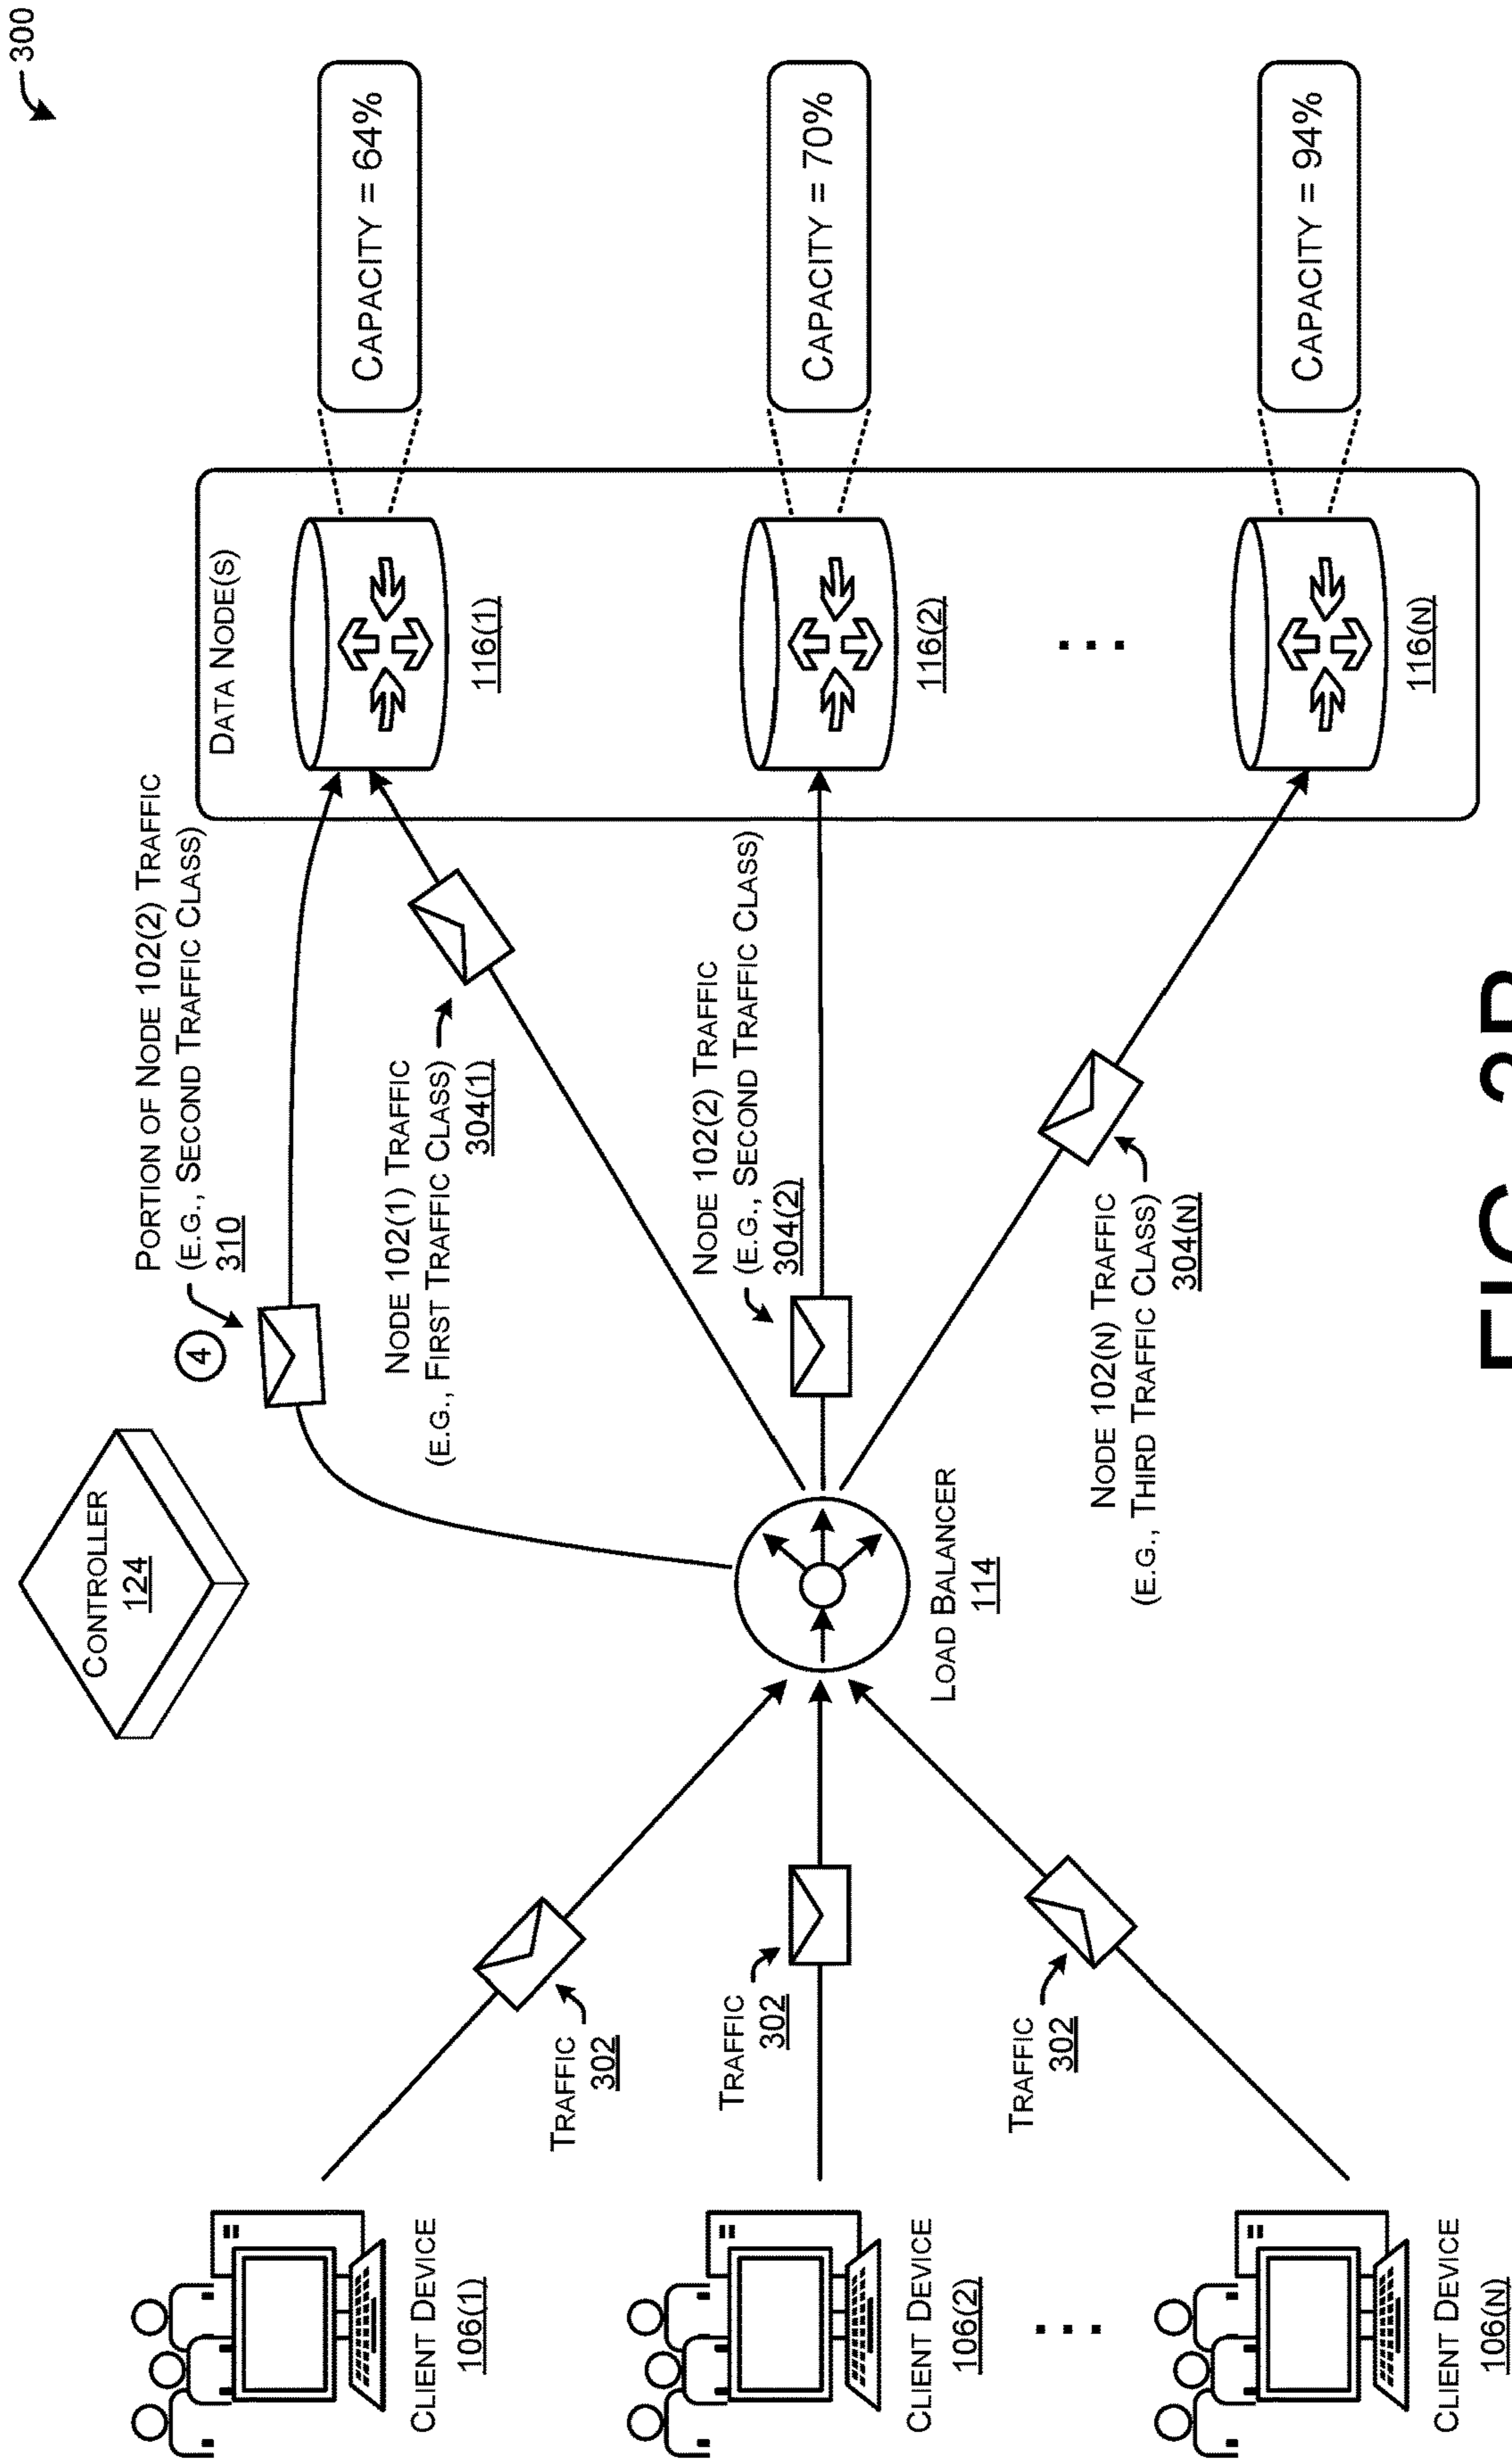 300
CONTROLLER
124
4
PORTION OF NODE 102(2) TRAFFIC
(E.G., SECOND TRAFFIC CLASS)
310
DATA NODE(S)
CAPACITY = 64%
NODE 102(1) TRAFFIC
(E.G., FIRST TRAFFIC CLASS)
304(1)
116(1)
CLIENT DEVICE
106(1)
TRAFFIC
302
NODE 102(2) TRAFFIC
(E.G., SECOND TRAFFIC CLASS)
304(2)
CAPACITY = 70%
116(2)
TRAFFIC
302
CLIENT DEVICE
106(2)
LOAD BALANCER
114
TRAFFIC
302
NODE 102(N) TRAFFIC
(E.G., THIRD TRAFFIC CLASS)
304(N)
CAPACITY = 94%
116(N)
CLIENT DEVICE
106(N)